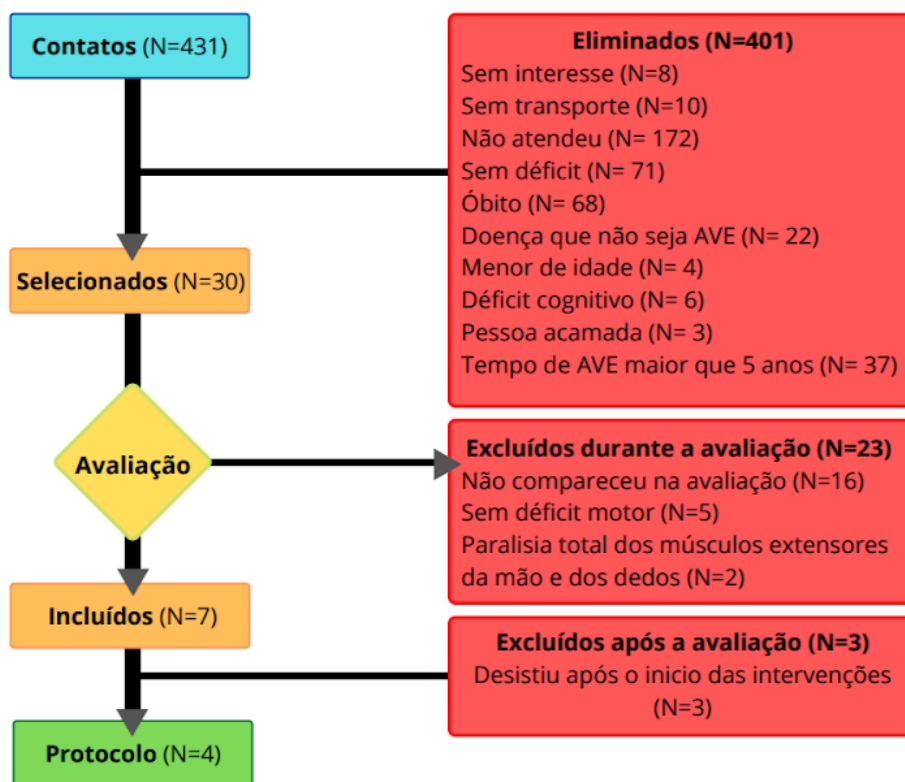 Contatos (N=431)
Eliminados (N=401)
Sem interesse (N=8)
Sem transporte (N=10)
Não atendeu (N= 172)
Sem déficit (N= 71)
Óbito (N= 68)
Doença que não seja AVE (N= 22)
Menor de idade (N= 4)
Déficit cognitivo (N= 6)
Pessoa acamada (N= 3)
Tempo de AVE maior que 5 anos (N= 37)
Selecionados (N=30)
Avaliação
Excluídos durante a avaliação (N=23)
Não compareceu na avaliação (N=16)
Sem déficit motor (N=5)
Paralisia total dos músculos extensores
da mão e dos dedos (N=2)
Incluídos (N=7)
Excluídos após a avaliação (N=3)
Desistiu após o inicio das intervenções
(N=3)
Protocolo (N=4)